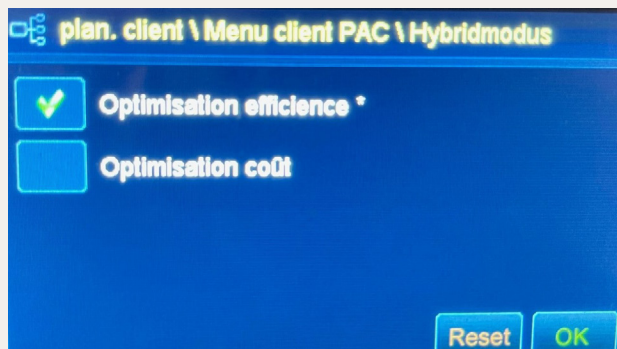 plan. client \ Menu client PAC \ Hybridmodus
Optimisation efficience *
Optimisation coût
Reset OK